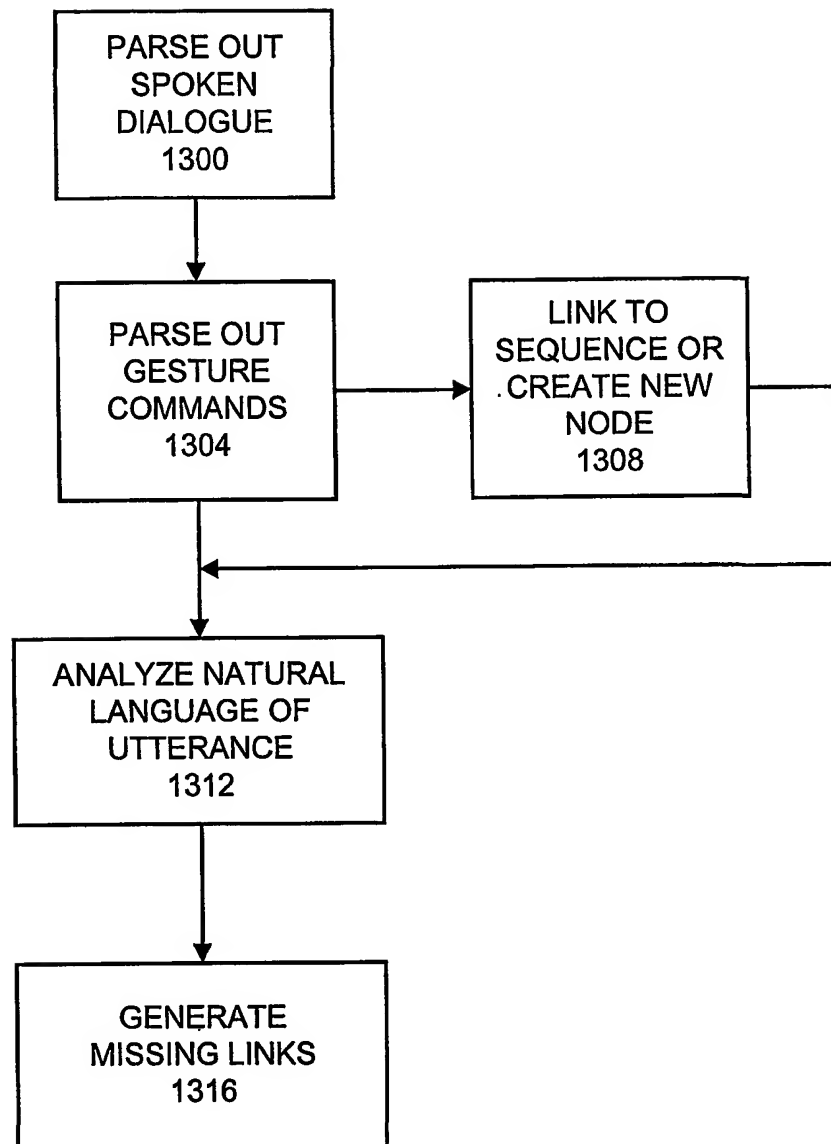 PARSE OUT
SPOKEN
DIALOGUE
1300
PARSE OUT
GESTURE
COMMANDS
1304
LINK TO
SEQUENCE OR
CREATE NEW
NODE
1308
ANALYZE NATURAL
LANGUAGE OF
UTTERANCE
1312
GENERATE
MISSING LINKS
1316